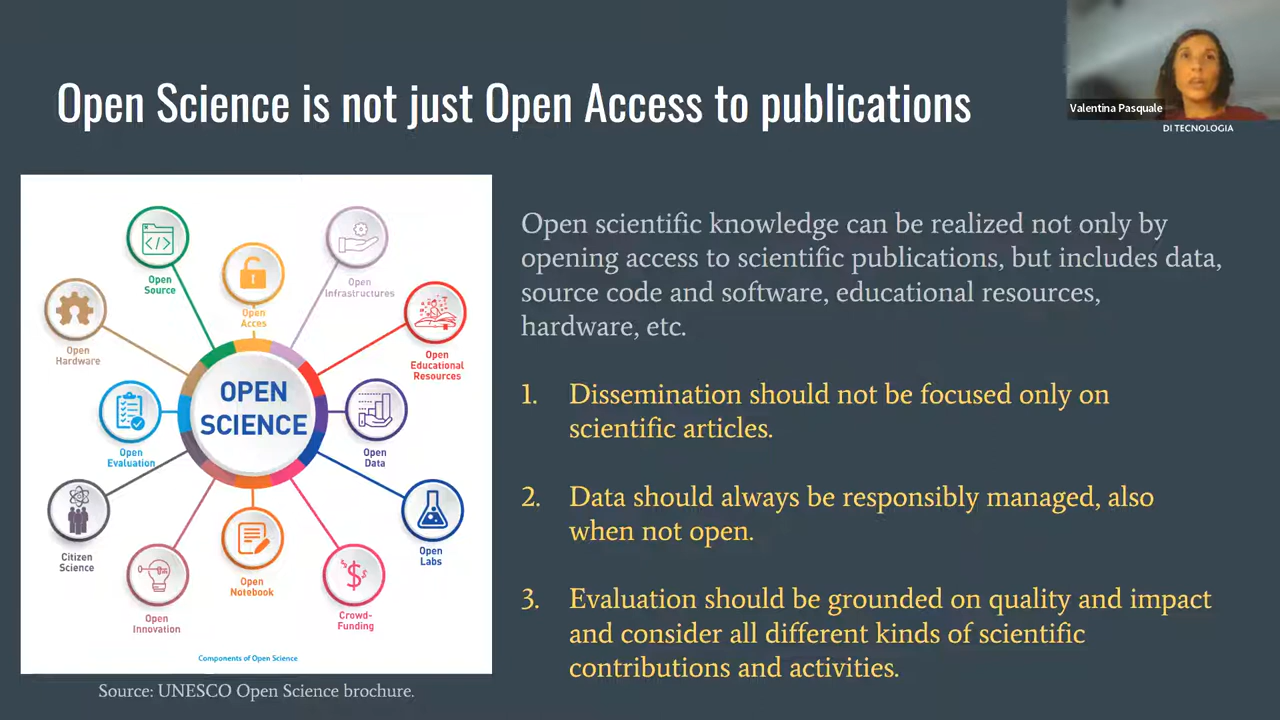 Open Science is not just Open Access to publications
Valentina Pasquale
DI TECNOLOGIA
Open
Source
Open
Acces
Open
Infrastructures
Open
Hardware
Open
Educational
Resources
OPEN
SCIENCE
Open
Evaluation
Open
Data
Citizen
Science
Open
Labs
Open
Innovation
Open
Notebook
Crowd-
Funding
Components of Open Science
Source: UNESCO Open Science brochure.
Open scientific knowledge can be realized not only by
opening access to scientific publications, but includes data,
source code and software, educational resources,
hardware, etc.
1. Dissemination should not be focused only on
scientific articles.
2. Data should always be responsibly managed, also
when not open.
3. Evaluation should be grounded on quality and impact
and consider all different kinds of scientific
contributions and activities.